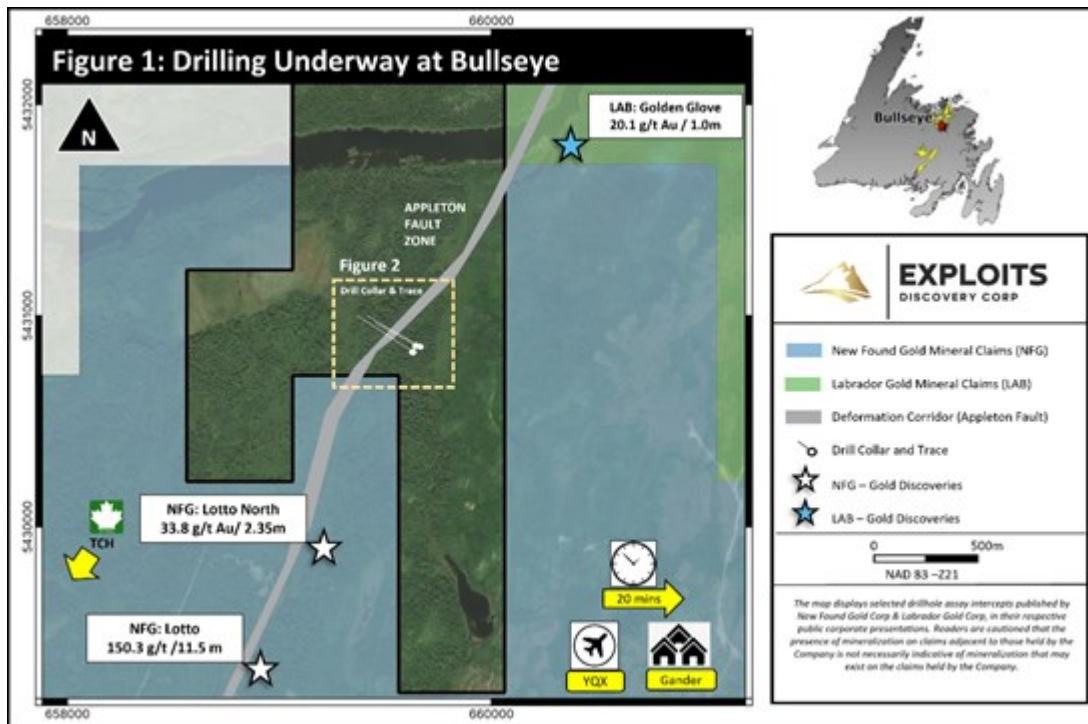 658000
660000
Figure 1: Drilling Underway at Bullseye
5432000
N
LAB: Golden Glove
20.1 g/t Au / 1.0m
APPLETON
FAULT
ZONE
Figure 2
Drill Collar & Trace
5431000
NFG: Lotto North
33.8 g/t Au/ 2.35m
TCH
5430000
20 mins
NFG: Lotto
150.3 g/t /11.5 m
YQX
Gander
658000
660000
Bullseye
EXPLOITS
DISCOVERY CORP
New Found Gold Mineral Claims (NFG)
Labrador Gold Mineral Claims (LAB)
Deformation Corridor (Appleton Fault)
Drill Collar and Trace
NFG – Gold Discoveries
LAB – Gold Discoveries
0 500m
NAD 83 –Z21
The map displays selected drillhole assay intercepts published by
New Found Gold Corp & Labrador Gold Corp, in their respective
public corporate presentations. Readers are cautioned that the
presence of mineralization on claims adjacent to those held by the
Company is not necessarily indicative of mineralization that may
exist on the claims held by the Company.